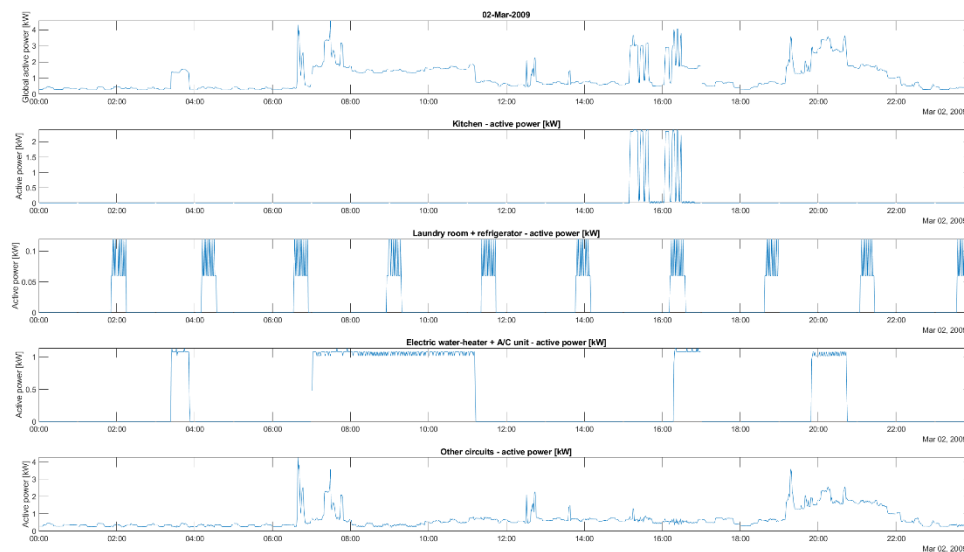 02-Mar-2009
Global active power [kW]
4
3
2
1
0
00:00 02:00 04:00 06:00 08:00 10:00 12:00 14:00 16:00 18:00 20:00 22:00
Mar 02, 2009
Kitchen - active power [kW]
Active power [kW]
2
1
0
00:00 02:00 04:00 06:00 08:00 10:00 12:00 14:00 16:00 18:00 20:00 22:00
Mar 02, 2009
Laundry room + refrigerator - active power [kW]
Active power [kW]
0.1
0.05
0
00:00 02:00 04:00 06:00 08:00 10:00 12:00 14:00 16:00 18:00 20:00 22:00
Mar 02, 2009
Electric water-heater + A/C unit - active power [kW]
Active power [kW]
1
0.5
0
00:00 02:00 04:00 06:00 08:00 10:00 12:00 14:00 16:00 18:00 20:00 22:00
Mar 02, 2009
Other circuits - active power [kW]
Active power [kW]
4
3
2
1
0
00:00 02:00 04:00 06:00 08:00 10:00 12:00 14:00 16:00 18:00 20:00 22:00
Mar 02, 2009